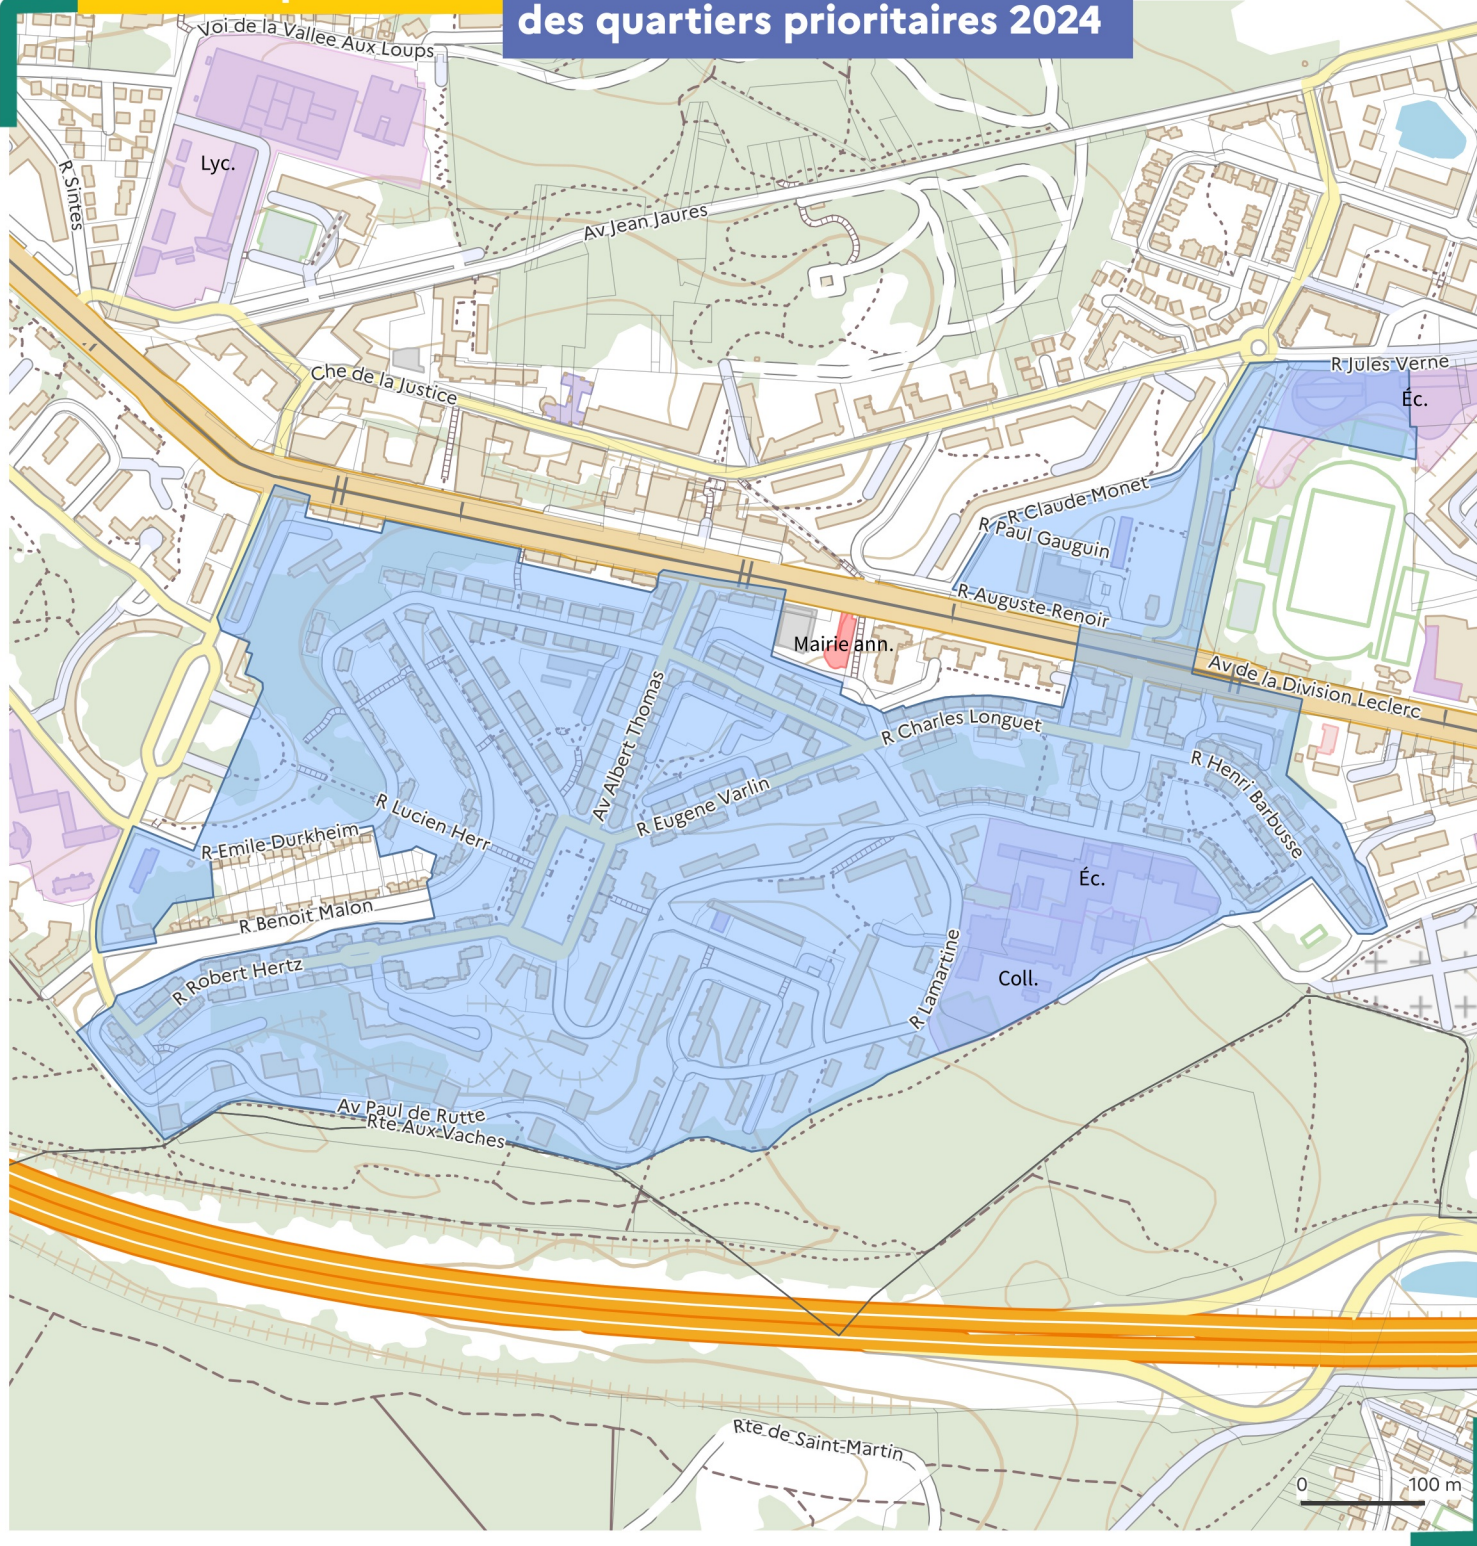 des quartiers prioritaires 2024
Voi de la Vallee Aux Loups
Lyc.
R Sintes
Av Jean Jaures
Che de la Justice
R Jules Verne
Éc.
R Claude Monet
R Paul Gauguin
R Auguste Renoir
Mairie ann.
Av de la Division Leclerc
R Charles Longuet
Av Albert Thomas
R Henri Barbusse
R Eugene Varlin
R Lucien Herr
R Emile Durkheim
Éc.
R Benoit Malon
R Lamartine
R Robert Hertz
Coll.
Av Paul de Rutte
Rte Aux Vaches
Rte de Saint-Martin
0 100 m